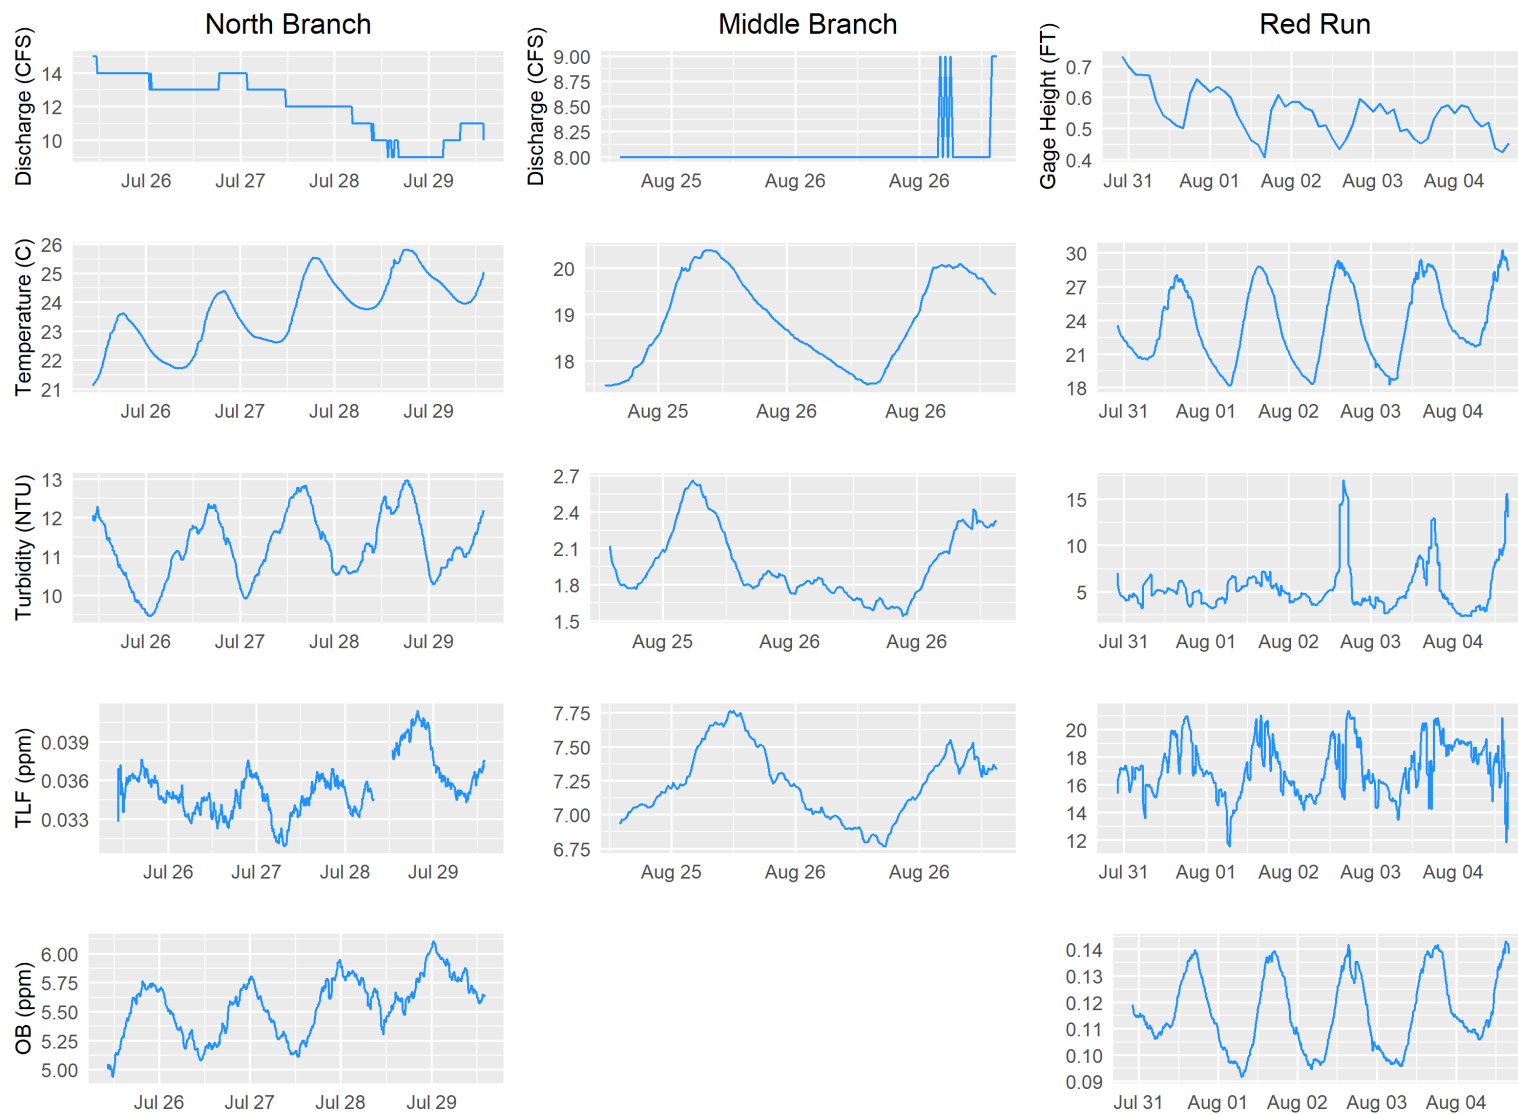 North Branch
Middle Branch
Red Run
Discharge (CFS)
14
12
10
Jul 26 Jul 27 Jul 28 Jul 29
Discharge (CFS)
9.00
8.75
8.50
8.25
8.00
Aug 25 Aug 26 Aug 26
Gage Height (FT)
0.7
0.6
0.5
0.4
Jul 31 Aug 01 Aug 02 Aug 03 Aug 04
Temperature (C)
26
25
24
23
22
21
Jul 26 Jul 27 Jul 28 Jul 29
20
19
18
Aug 25 Aug 26 Aug 26
30
27
24
21
18
Jul 31 Aug 01 Aug 02 Aug 03 Aug 04
Turbidity (NTU)
13
12
11
10
Jul 26 Jul 27 Jul 28 Jul 29
2.7
2.4
2.1
1.8
1.5
Aug 25 Aug 26 Aug 26
15
10
5
Jul 31 Aug 01 Aug 02 Aug 03 Aug 04
TLF (ppm)
0.039
0.036
0.033
Jul 26 Jul 27 Jul 28 Jul 29
7.75
7.50
7.25
7.00
6.75
Aug 25 Aug 26 Aug 26
20
18
16
14
12
Jul 31 Aug 01 Aug 02 Aug 03 Aug 04
OB (ppm)
6.00
5.75
5.50
5.25
5.00
Jul 26 Jul 27 Jul 28 Jul 29
0.14
0.13
0.12
0.11
0.10
0.09
Jul 31 Aug 01 Aug 02 Aug 03 Aug 04